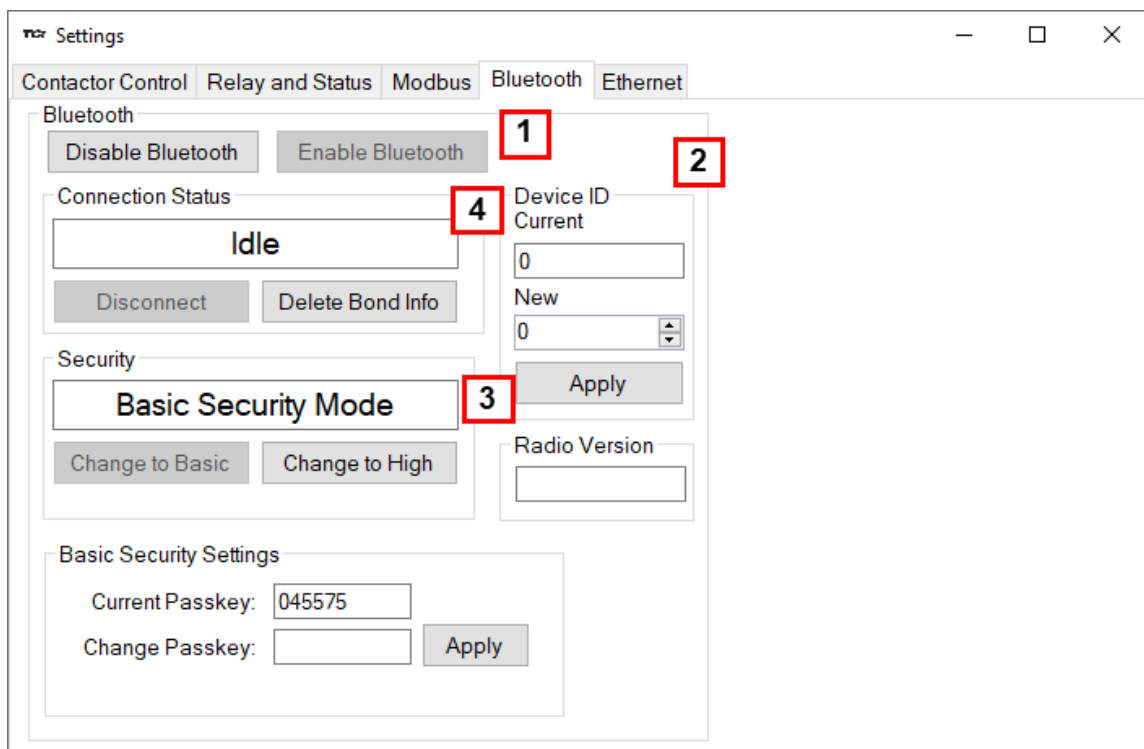 TCr Settings
Contactor Control Relay and Status Modbus Bluetooth Ethernet
Bluetooth
Disable Bluetooth Enable Bluetooth 1
2
Connection Status
4
Idle
Disconnect Delete Bond Info
Device ID
Current
0
New
0
Apply
Security
Basic Security Mode 3
Change to Basic Change to High
Radio Version
Basic Security Settings
Current Passkey: 045575
Change Passkey: Apply